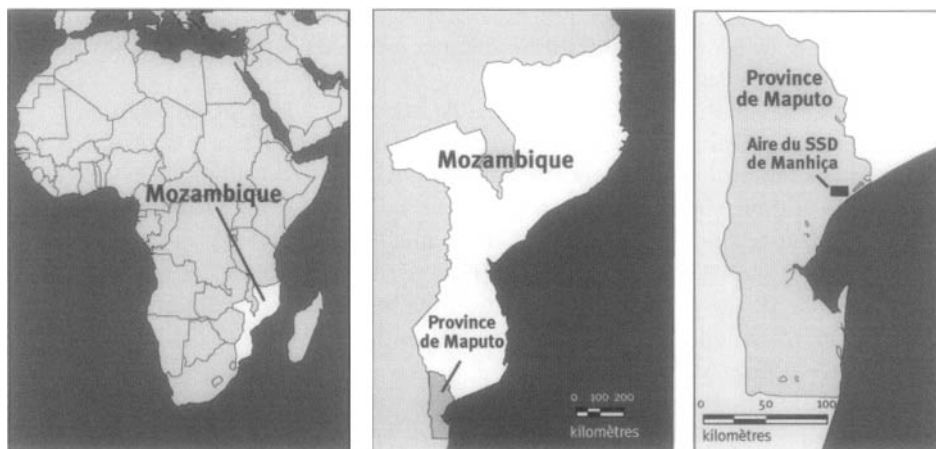 Mozambique
Mozambique
Province
de Maputo
0 100 200
kilomètres
Province
de Maputo
Aire du SSD
de Manhiça
0 50 100
kilomètres